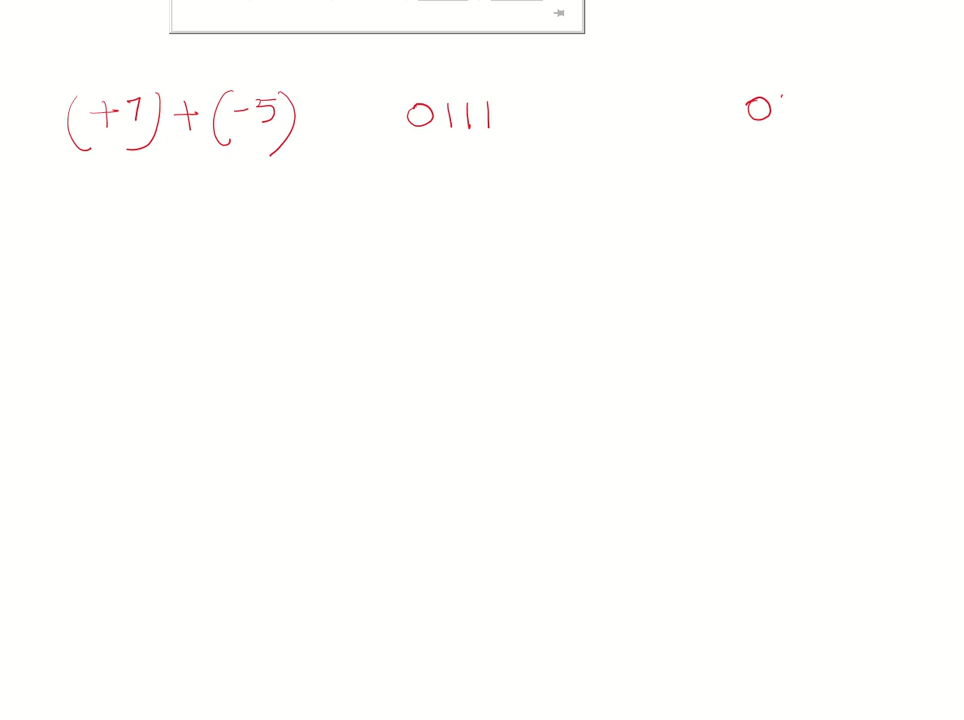 (+7) + (-5) 0111 0